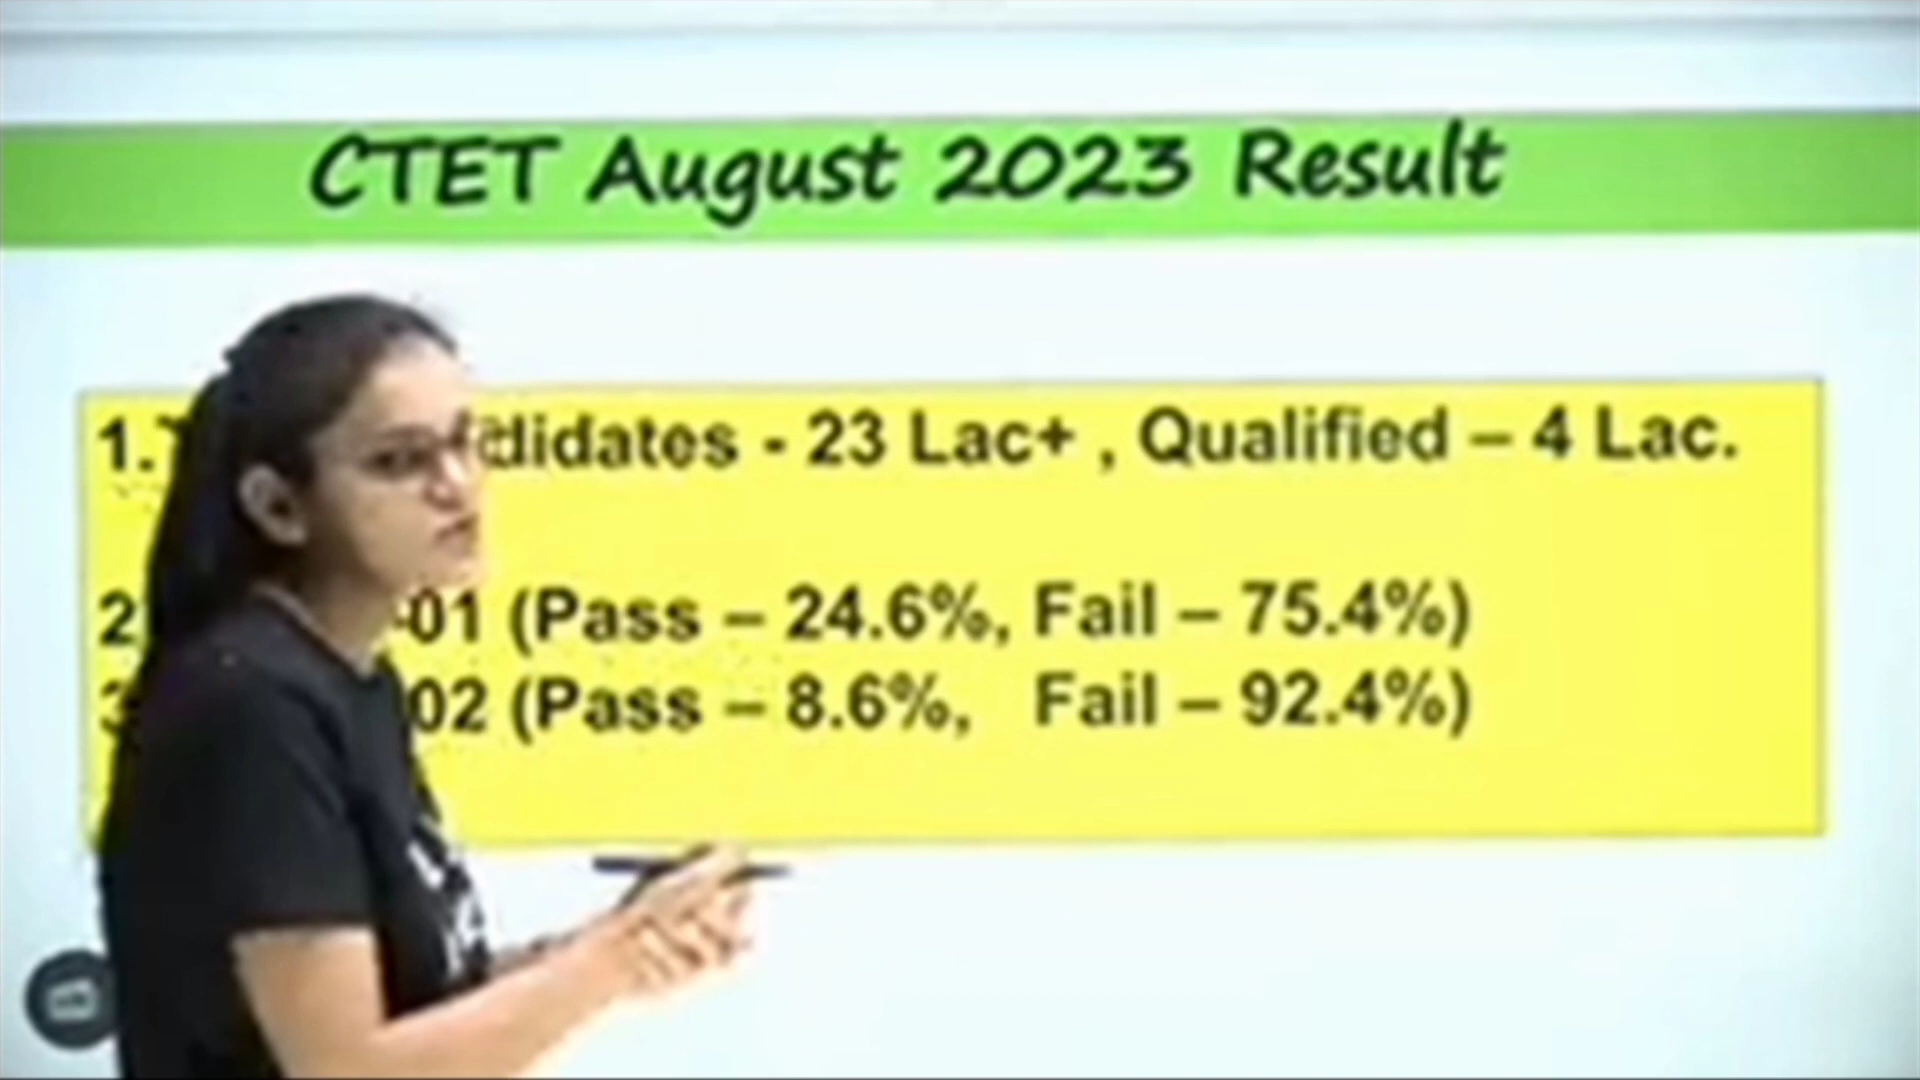 CTET August 2023 Result
1. didates - 23 Lac+ , Qualified – 4 Lac.
2 -01 (Pass – 24.6%, Fail – 75.4%)
3 02 (Pass – 8.6%, Fail – 92.4%)